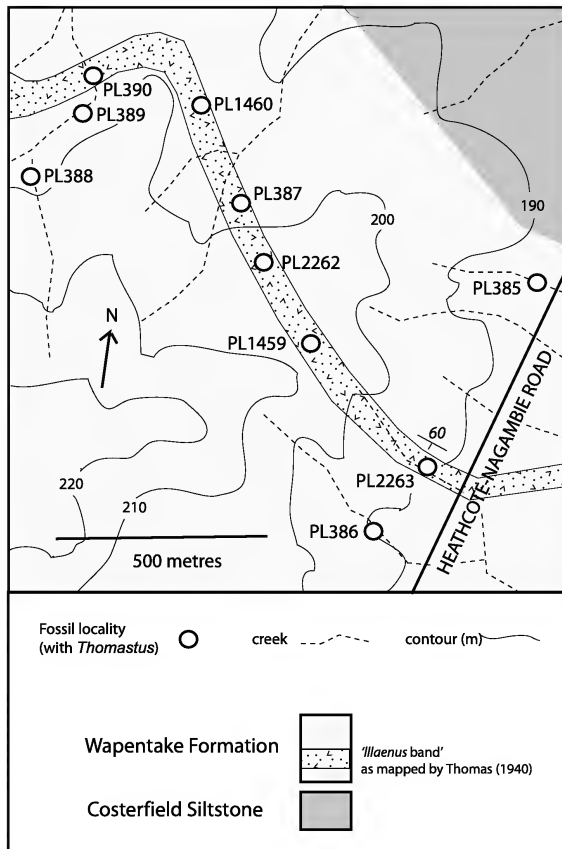 PL390
PL389
PL1460
PL388
PL387
200
190
PL2262
PL385
N
PL1459
60
HEATHCOTE-NAGAMBIE ROAD
220
210
PL2263
PL386
500 metres
Fossil locality
(with Thomastus)
creek
contour (m)
Wapentake Formation
'Illaenus band'
as mapped by Thomas (1940)
Costerfield Siltstone